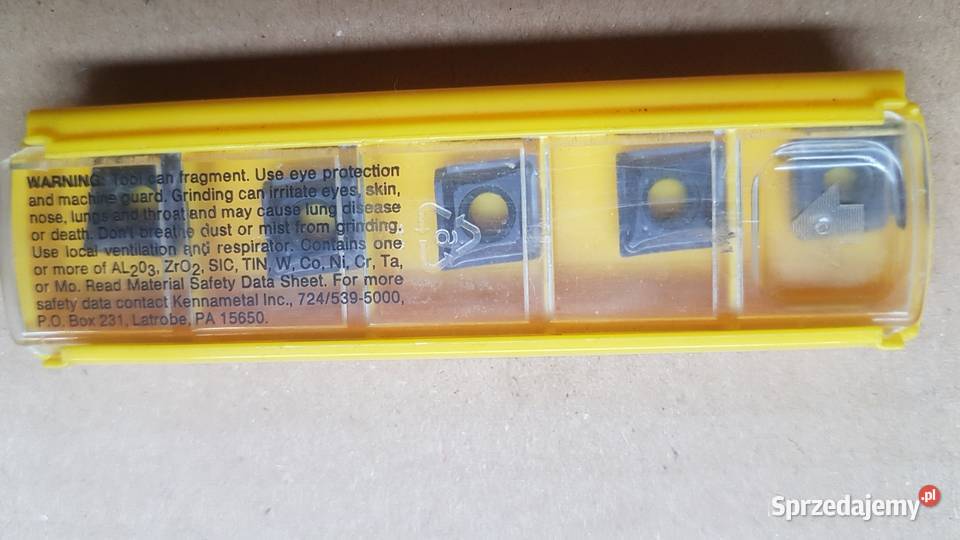 WARNING: Tool can fragment. Use eye protection
and machine guard. Grinding can irritate eyes, skin,
nose, lungs and throat and may cause lung disease
or death. Don't breathe dust or mist from grinding.
Use local ventilation and respirator. Contains one
or more of AL2O3, ZrO2, SIC, TIN, W, Co, Ni, Cr, Ta,
or Mo. Read Material Safety Data Sheet. For more
safety data contact Kennametal Inc., 724/539-5000,
P.O. Box 231, Latrobe, PA 15650.
Sprzedajemy.pl